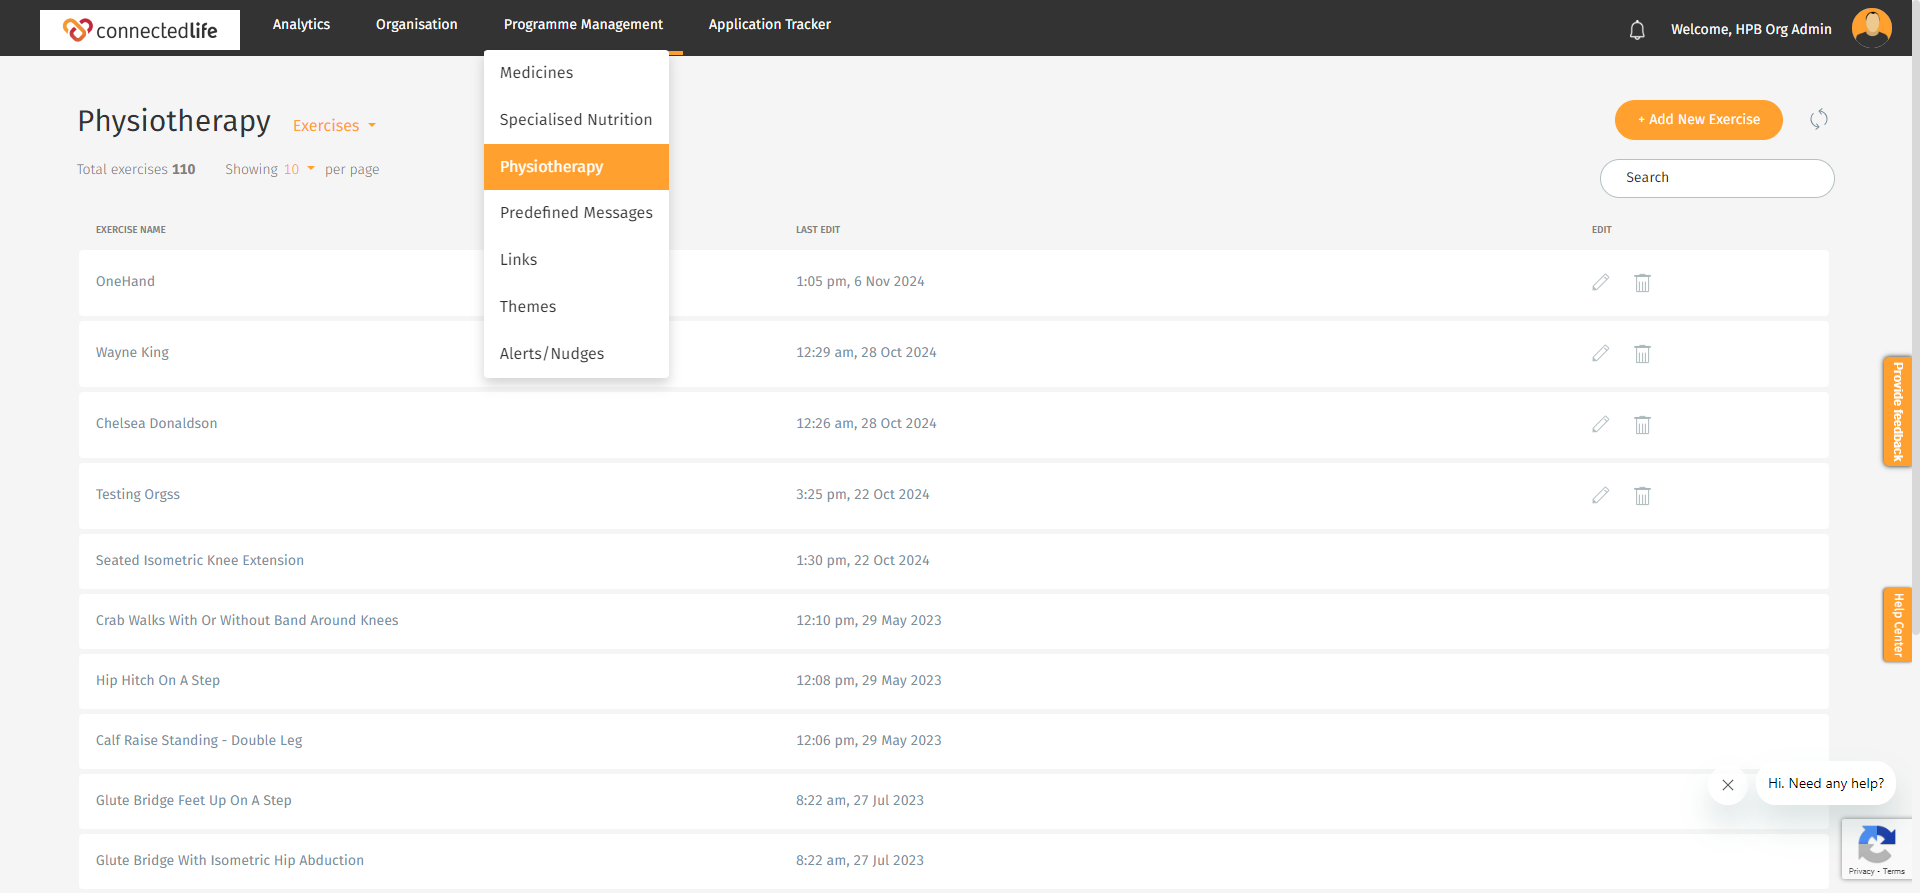 connectedlife
Analytics
Organisation
Programme Management
Application Tracker
Welcome, HPB Org Admin
Medicines
Specialised Nutrition
Physiotherapy
Predefined Messages
Links
Themes
Alerts/Nudges
Physiotherapy
Exercises
+ Add New Exercise
Total exercises 110
Showing 10 per page
Search
EXERCISE NAME
LAST EDIT
EDIT
OneHand
1:05 pm, 6 Nov 2024
Wayne King
12:29 am, 28 Oct 2024
Chelsea Donaldson
12:26 am, 28 Oct 2024
Testing Orgss
3:25 pm, 22 Oct 2024
Seated Isometric Knee Extension
1:30 pm, 22 Oct 2024
Crab Walks With Or Without Band Around Knees
12:10 pm, 29 May 2023
Hip Hitch On A Step
12:08 pm, 29 May 2023
Calf Raise Standing - Double Leg
12:06 pm, 29 May 2023
Glute Bridge Feet Up On A Step
8:22 am, 27 Jul 2023
Glute Bridge With Isometric Hip Abduction
8:22 am, 27 Jul 2023
Provide feedback
Help Center
Hi. Need any help?
Privacy - Terms